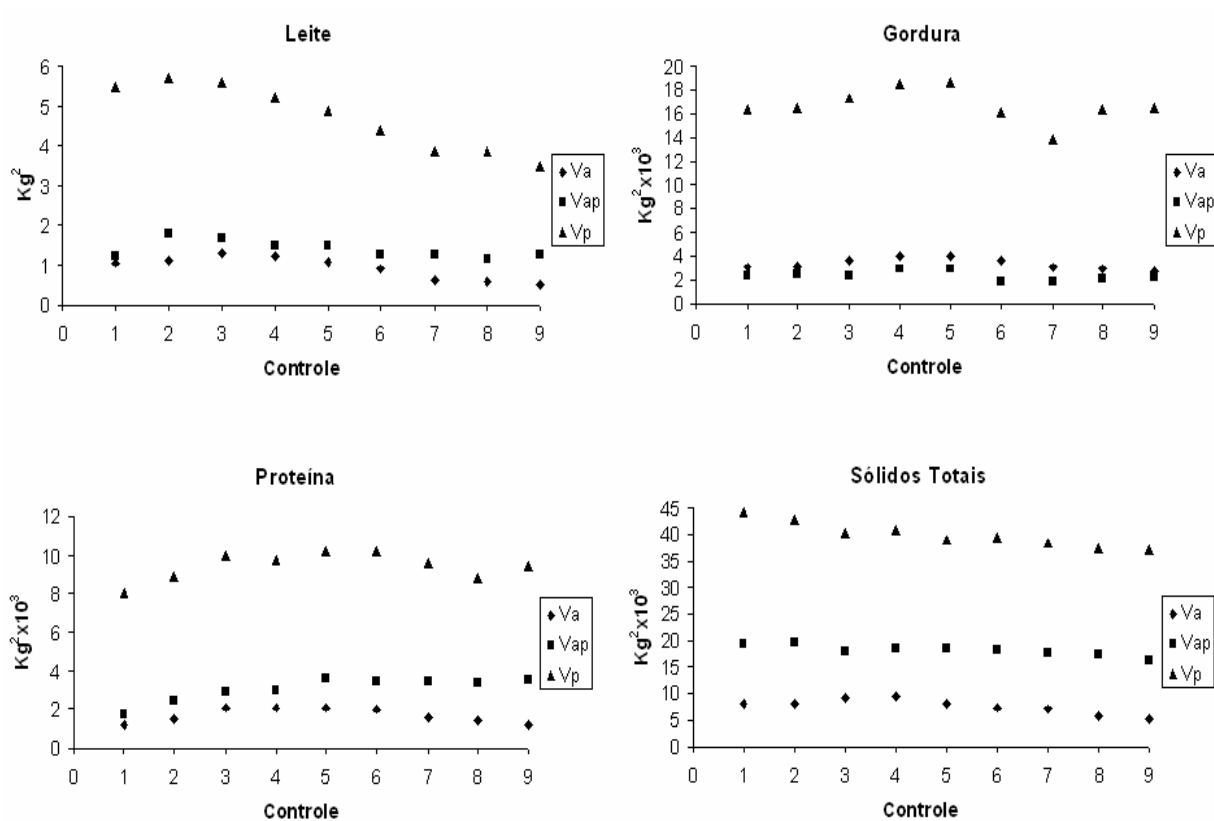 Leite
6
5
4
3
2
1
0
Kg²
0 1 2 3 4 5 6 7 8 9
Controle
Va
Vap
Vp
Gordura
20
18
16
14
12
10
8
6
4
2
0
Kg²x10³
0 1 2 3 4 5 6 7 8 9
Controle
Va
Vap
Vp
Proteína
12
10
8
6
4
2
0
Kg²x10³
0 1 2 3 4 5 6 7 8 9
Controle
Va
Vap
Vp
Sólidos Totais
45
40
35
30
25
20
15
10
5
0
Kg²x10³
0 1 2 3 4 5 6 7 8 9
Controle
Va
Vap
Vp